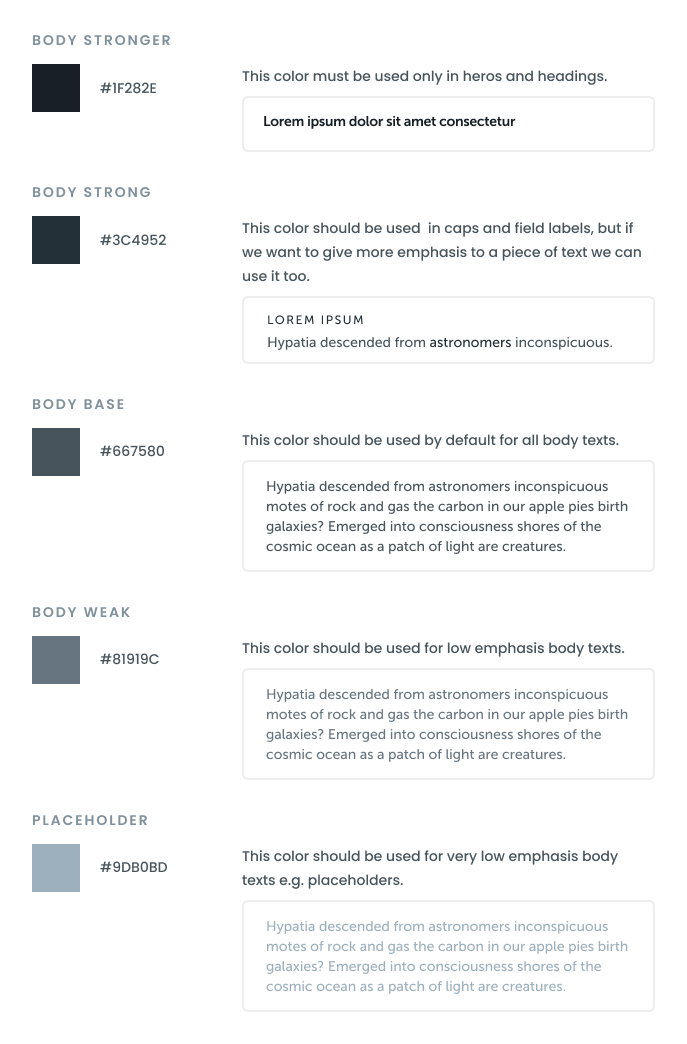 BODY STRONGER
#1F282E
This color must be used only in heros and headings.
Lorem ipsum dolor sit amet consectetur
BODY STRONG
#3C4952
This color should be used  in caps and field labels, but if
we want to give more emphasis to a piece of text we can
use it too.
LOREM IPSUM
Hypatia descended from astronomers inconspicuous.
BODY BASE
#667580
This color should be used by default for all body texts.
Hypatia descended from astronomers inconspicuous
motes of rock and gas the carbon in our apple pies birth
galaxies? Emerged into consciousness shores of the
cosmic ocean as a patch of light are creatures.
BODY WEAK
#81919C
This color should be used for low emphasis body texts.
Hypatia descended from astronomers inconspicuous
motes of rock and gas the carbon in our apple pies birth
galaxies? Emerged into consciousness shores of the
cosmic ocean as a patch of light are creatures.
PLACEHOLDER
#9DB0BD
This color should be used for very low emphasis body
texts e.g. placeholders.
Hypatia descended from astronomers inconspicuous
motes of rock and gas the carbon in our apple pies birth
galaxies? Emerged into consciousness shores of the
cosmic ocean as a patch of light are creatures.